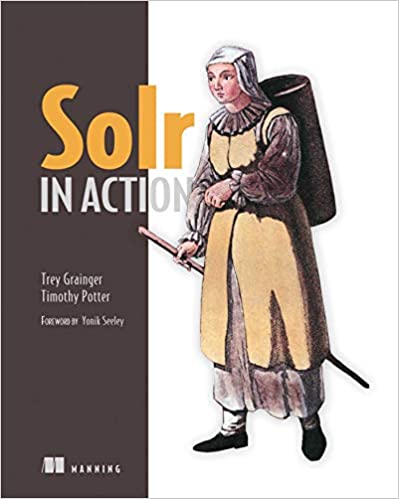 Solr
IN ACTION
Trey Grainger
Timothy Potter
FOREWORD BY Yonik Seeley
MANNING